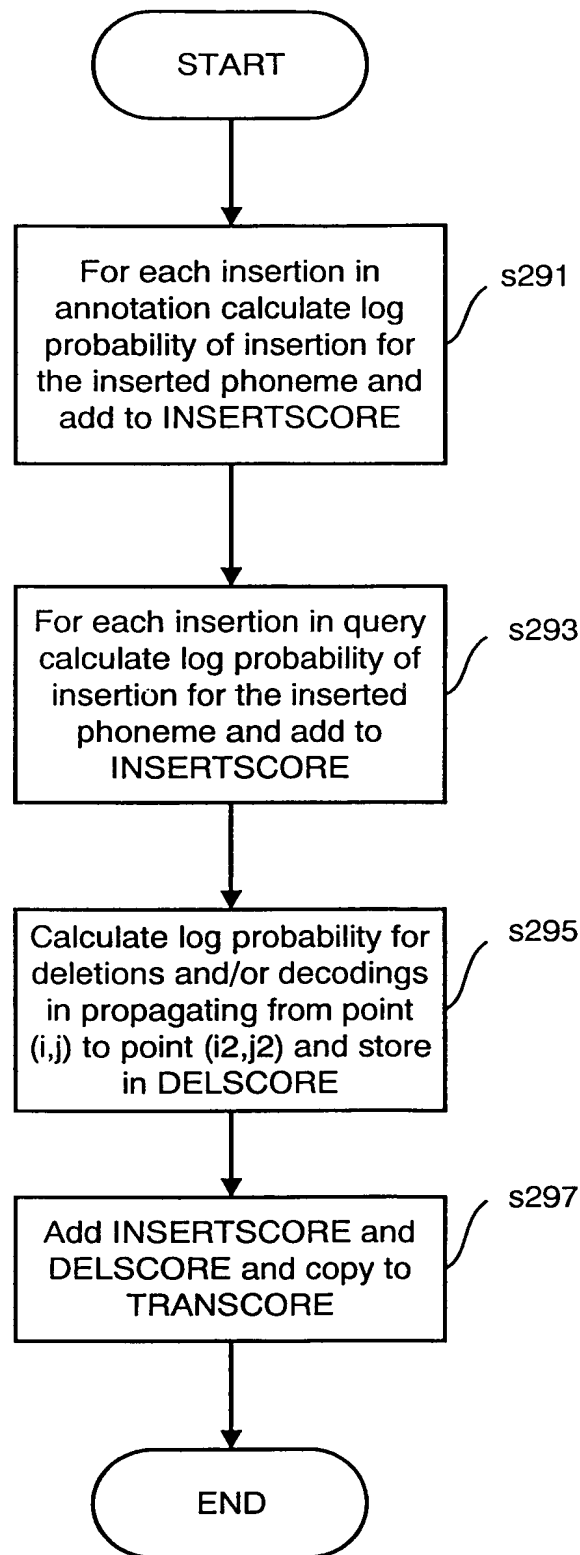 START
For each insertion in
annotation calculate log
probability of insertion for
the inserted phoneme and
add to INSERTSCORE
s291
For each insertion in query
calculate log probability of
insertion for the inserted
phoneme and add to
INSERTSCORE
s293
Calculate log probability for
deletions and/or decodings
in propagating from point
(i,j) to point (i2,j2) and store
in DELSCORE
s295
Add INSERTSCORE and
DELSCORE and copy to
TRANSCORE
s297
END